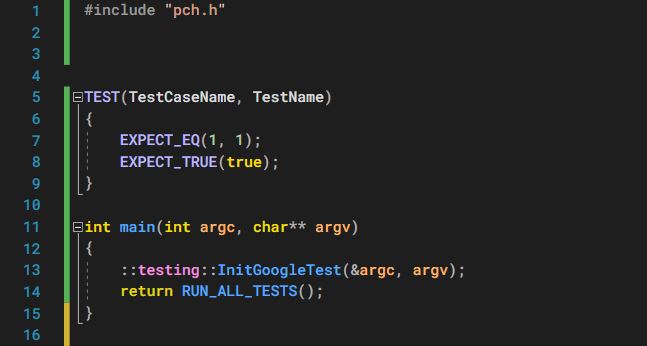 1 #include "pch.h"
2
3
4
5 TEST(TestCaseName, TestName)
6 {
7 EXPECT_EQ(1, 1);
8 EXPECT_TRUE(true);
9 }
10
11 int main(int argc, char** argv)
12 {
13 ::testing::InitGoogleTest(&argc, argv);
14 return RUN_ALL_TESTS();
15 }
16